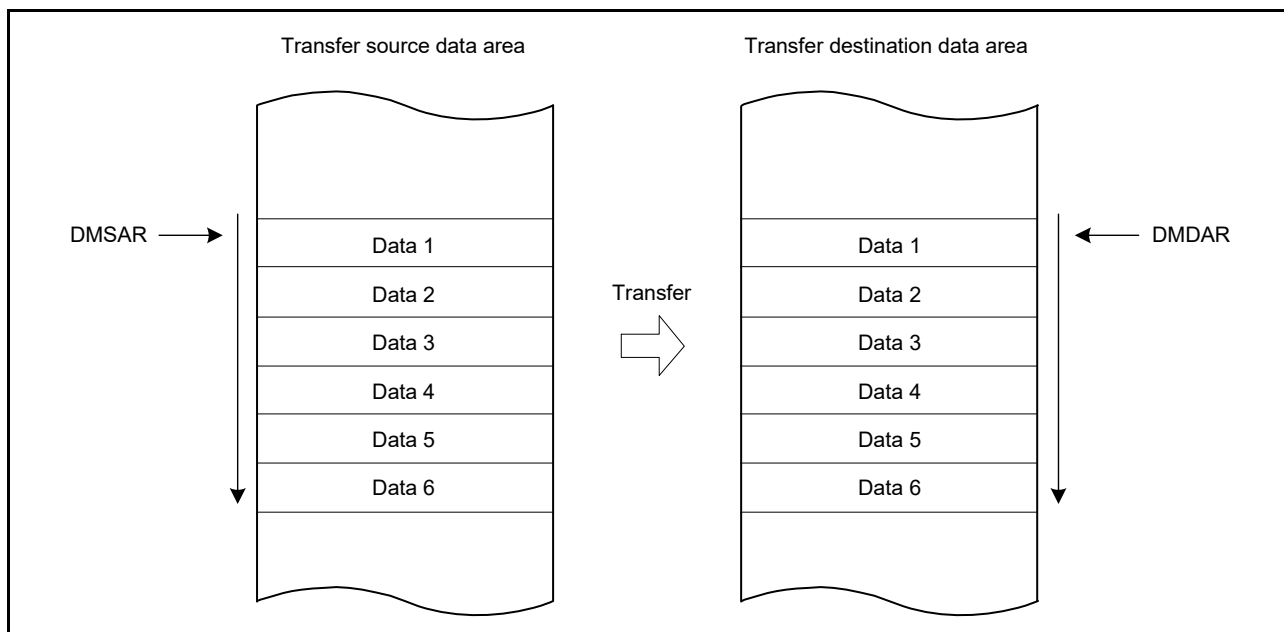 Transfer source data area
Transfer destination data area
DMSAR
Data 1
Data 1
DMDAR
Data 2
Transfer
Data 2
Data 3
Data 3
Data 4
Data 4
Data 5
Data 5
Data 6
Data 6